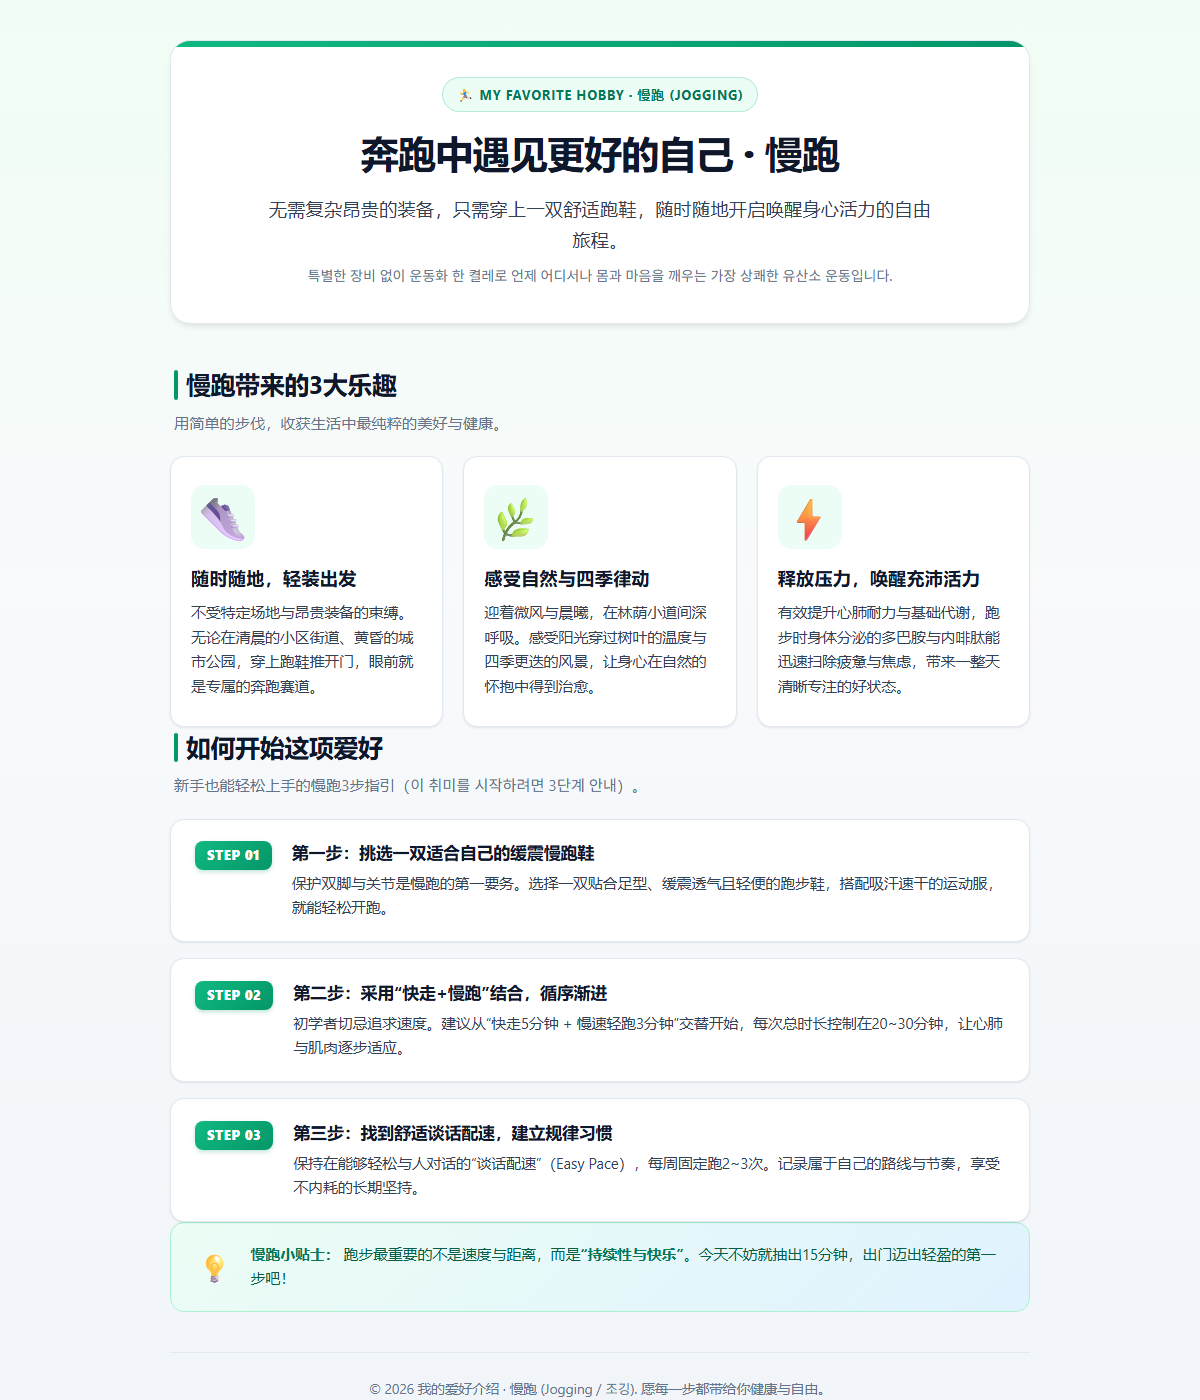 MY FAVORITE HOBBY · 慢跑 (JOGGING)
奔跑中遇见更好的自己 · 慢跑
无需复杂昂贵的装备，只需穿上一双舒适跑鞋，随时随地开启唤醒身心活力的自由
旅程。
특별한 장비 없이 운동화 한 켤레로 언제 어디서나 몸과 마음을 깨우는 가장 상쾌한 유산소 운동입니다.
慢跑带来的3大乐趣
用简单的步伐，收获生活中最纯粹的美好与健康。
随时随地，轻装出发
不受特定场地与昂贵装备的束缚。
无论在清晨的小区街道、黄昏的城
市公园，穿上跑鞋推开门，眼前就
是专属的奔跑赛道。
感受自然与四季律动
迎着微风与晨曦，在林荫小道间深
呼吸。感受阳光穿过树叶的温度与
四季更迭的风景，让身心在自然的
怀抱中得到治愈。
释放压力，唤醒充沛活力
有效提升心肺耐力与基础代谢，跑
步时身体分泌的多巴胺与内啡肽能
迅速扫除疲惫与焦虑，带来一整天
清晰专注的好状态。
如何开始这项爱好
新手也能轻松上手的慢跑3步指引（이 취미를 시작하려면 3단계 안내）。
STEP 01
第一步：挑选一双适合自己的缓震慢跑鞋
保护双脚与关节是慢跑的第一要务。选择一双贴合足型、缓震透气且轻便的跑步鞋，搭配吸汗速干的运动服，
就能轻松开跑。
STEP 02
第二步：采用“快走+慢跑”结合，循序渐进
初学者切忌追求速度。建议从“快走5分钟 + 慢速轻跑3分钟”交替开始，每次总时长控制在20~30分钟，让心肺
与肌肉逐步适应。
STEP 03
第三步：找到舒适谈话配速，建立规律习惯
保持在能够轻松与人对话的“谈话配速”（Easy Pace），每周固定跑2~3次。记录属于自己的路线与节奏，享受
不内耗的长期坚持。
慢跑小贴士： 跑步最重要的不是速度与距离，而是“持续性与快乐”。今天不妨就抽出15分钟，出门迈出轻盈的第一
步吧！
© 2026 我的爱好介绍 · 慢跑 (Jogging / 조깅). 愿每一步都带给你健康与自由。